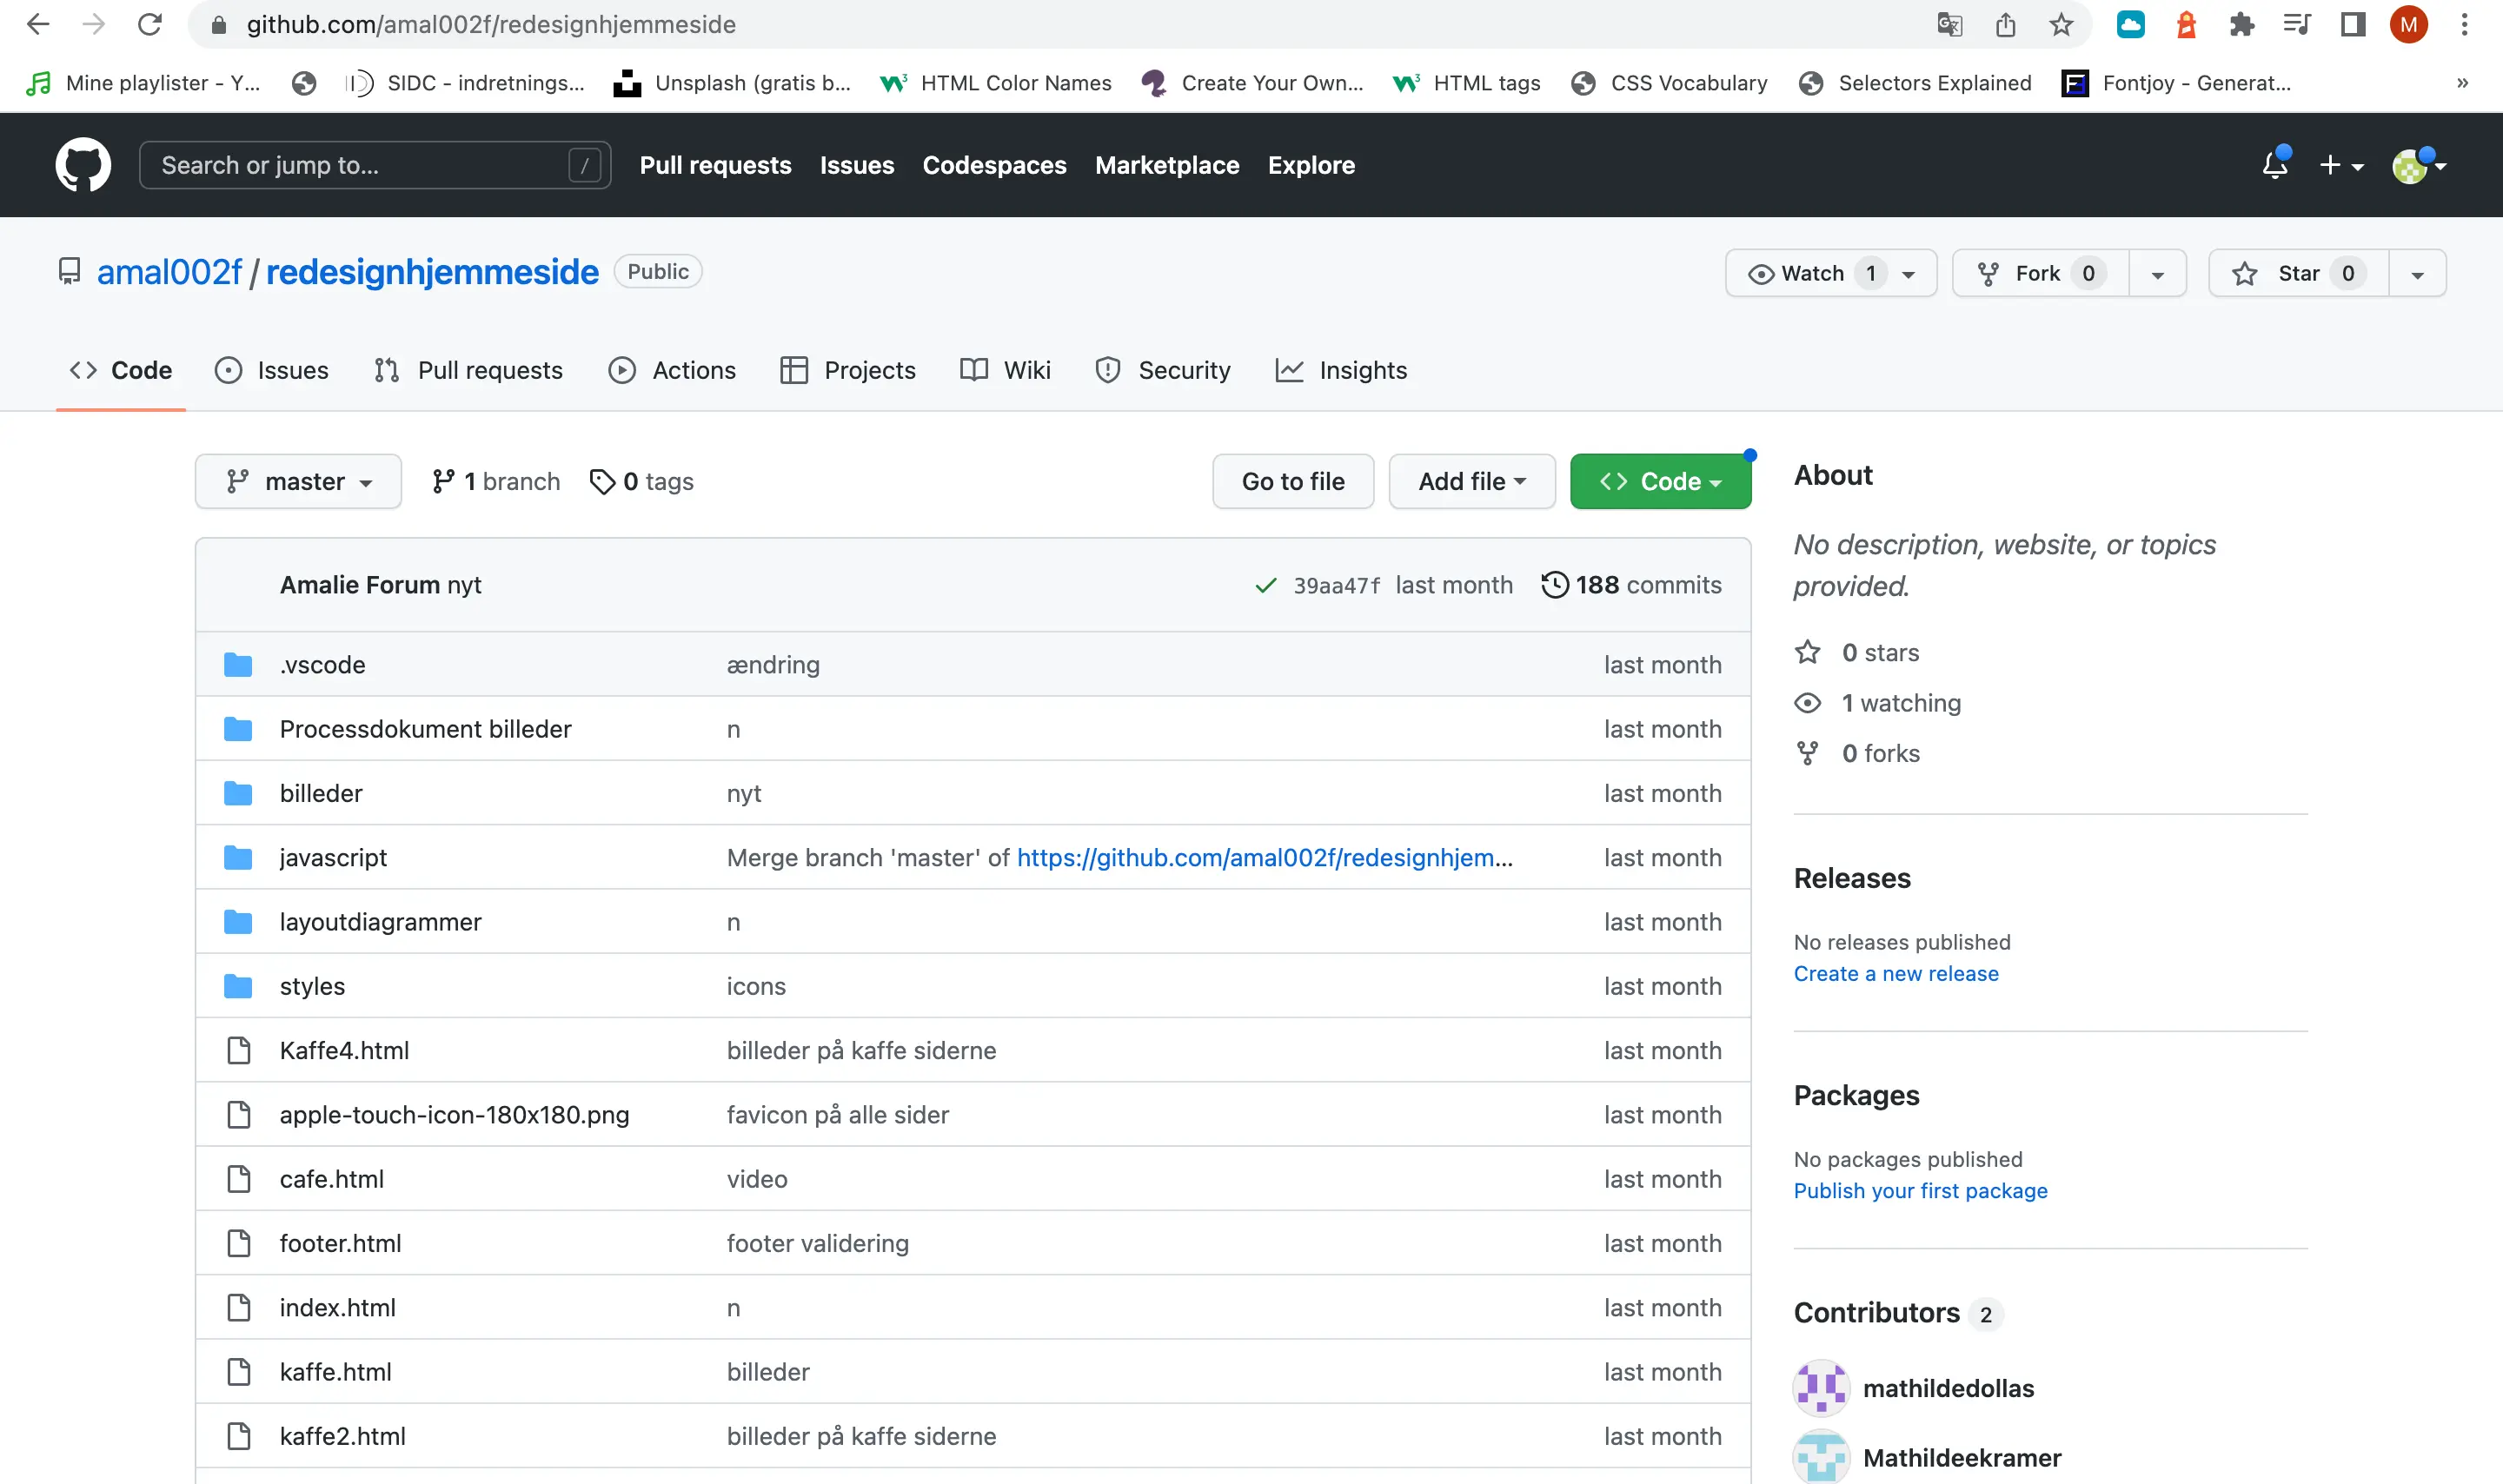 github.com/amal002f/redesignhjemmeside
M
Mine playlister - Y... SIDC - indretnings... Unsplash (gratis b... HTML Color Names Create Your Own... HTML tags CSS Vocabulary Selectors Explained Fontjoy - Generat... »
Search or jump to... / Pull requests Issues Codespaces Marketplace Explore
amal002f / redesignhjemmeside Public Watch 1 Fork 0 Star 0
Code Issues Pull requests Actions Projects Wiki Security Insights
master 1 branch 0 tags Go to file Add file Code
Amalie Forum nyt 39aa47f last month 188 commits
.vscode ændring last month
Processdokument billeder n last month
billeder nyt last month
javascript Merge branch 'master' of https://github.com/amal002f/redesignhjem... last month
layoutdiagrammer n last month
styles icons last month
Kaffe4.html billeder på kaffe siderne last month
apple-touch-icon-180x180.png favicon på alle sider last month
cafe.html video last month
footer.html footer validering last month
index.html n last month
kaffe.html billeder last month
kaffe2.html billeder på kaffe siderne last month
About
No description, website, or topics
provided.
0 stars
1 watching
0 forks
Releases
No releases published
Create a new release
Packages
No packages published
Publish your first package
Contributors 2
mathildedollas
Mathildeekramer